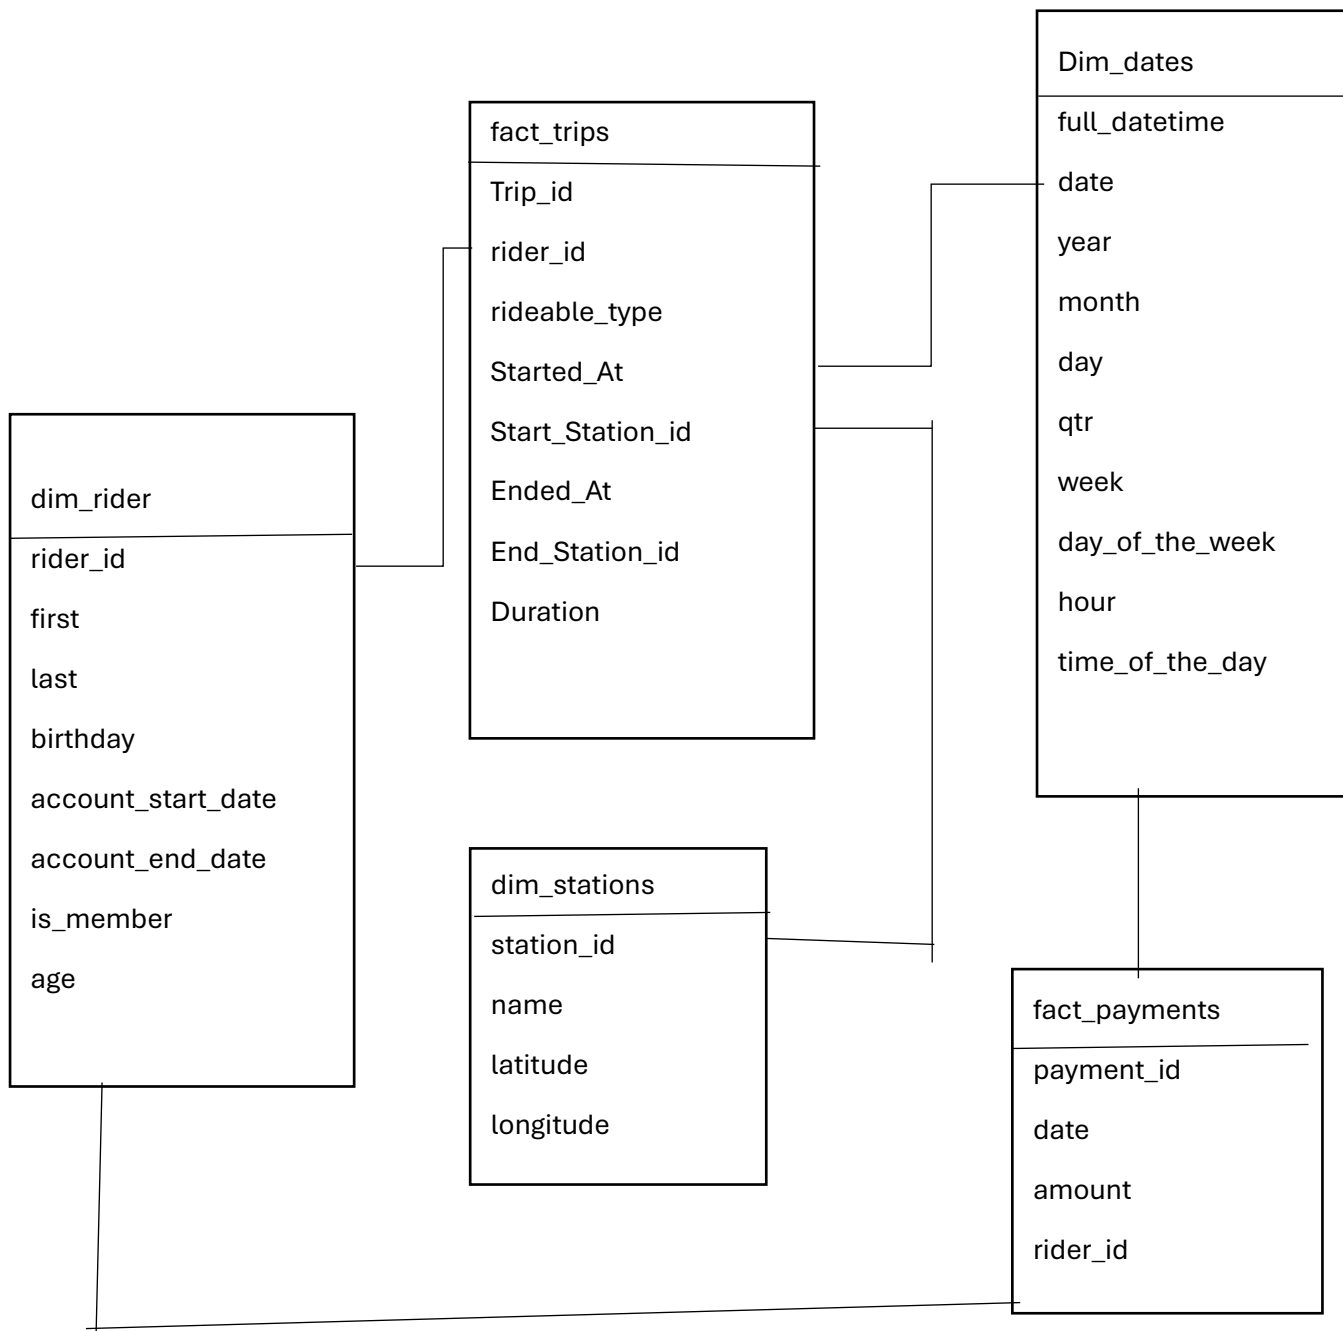 Dim_dates
full_datetime
date
year
month
day
qtr
week
day_of_the_week
hour
time_of_the_day
fact_trips
Trip_id
rider_id
rideable_type
Started_At
Start_Station_id
Ended_At
End_Station_id
Duration
dim_rider
rider_id
first
last
birthday
account_start_date
account_end_date
is_member
age
dim_stations
station_id
name
latitude
longitude
fact_payments
payment_id
date
amount
rider_id